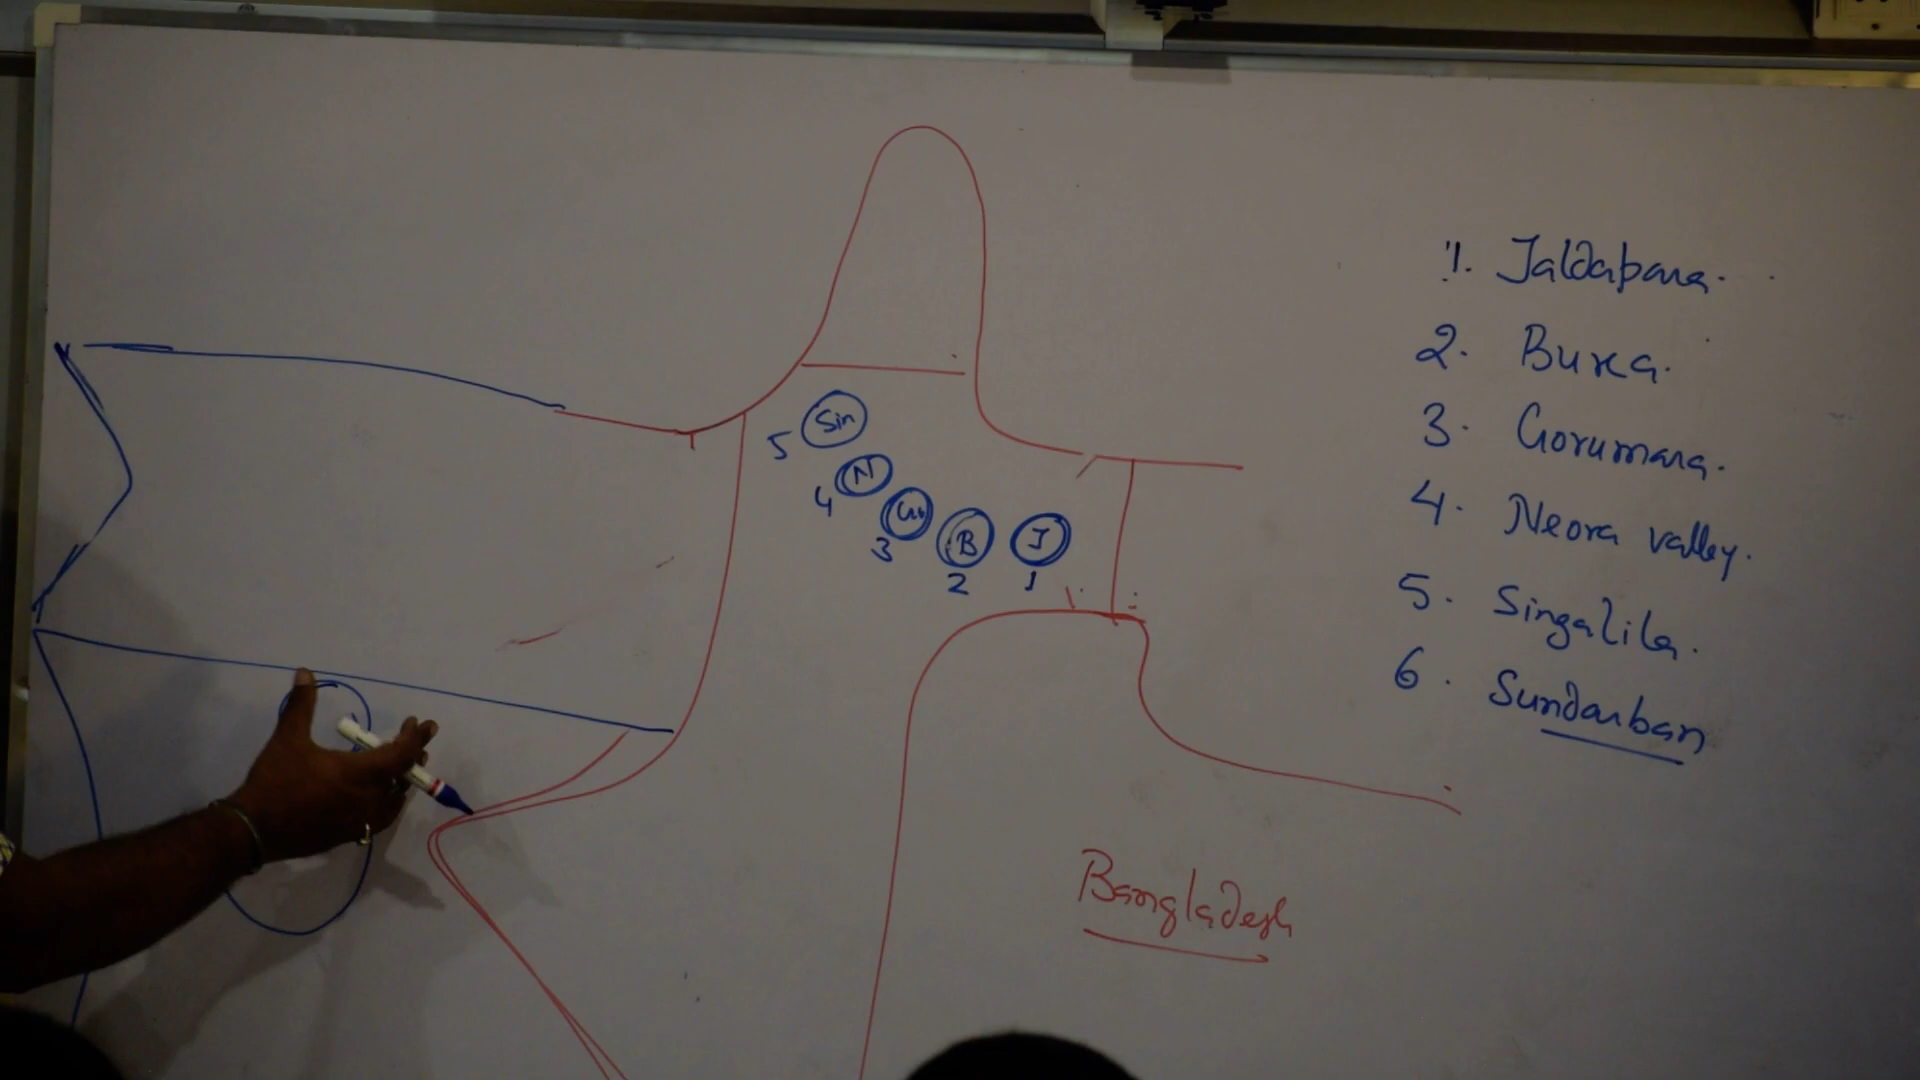 1. Jaldapara.
2. Buxa.
3. Gorumara.
4. Neora valley.
5. Singalila.
6. Sundarban
Sin
5
N
4
Go
3
B
2
J
1
Bangladesh